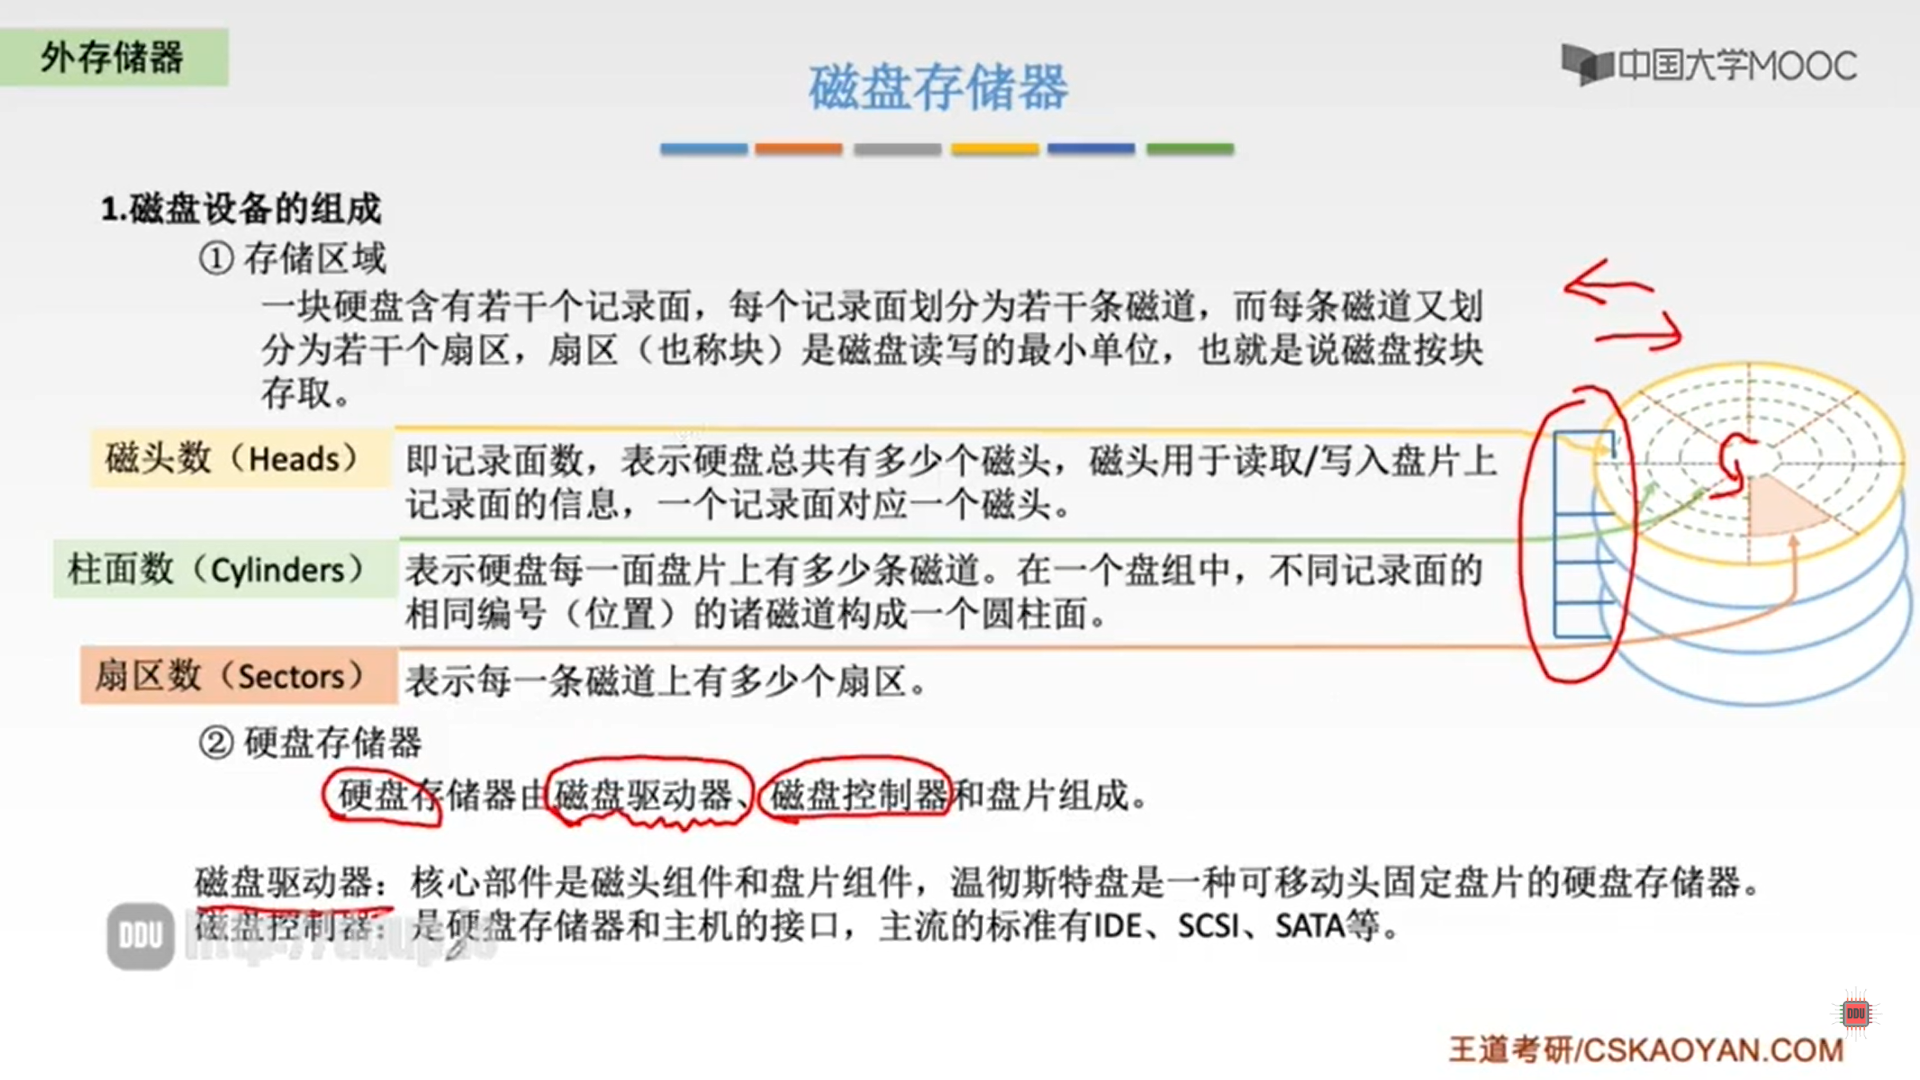 外存储器
磁盘存储器
中国大学MOOC
1.磁盘设备的组成
① 存储区域
一块硬盘含有若干个记录面，每个记录面划分为若干条磁道，而每条磁道又划
分为若干个扇区，扇区（也称块）是磁盘读写的最小单位，也就是说磁盘按块
存取。
磁头数（Heads）
即记录面数，表示硬盘总共有多少个磁头，磁头用于读取/写入盘片上
记录面的信息，一个记录面对应一个磁头。
柱面数（Cylinders）
表示硬盘每一面盘片上有多少条磁道。在一个盘组中，不同记录面的
相同编号（位置）的诸磁道构成一个圆柱面。
扇区数（Sectors）
表示每一条磁道上有多少个扇区。
② 硬盘存储器
硬盘存储器由磁盘驱动器、磁盘控制器和盘片组成。
磁盘驱动器：核心部件是磁头组件和盘片组件，温彻斯特盘是一种可移动头固定盘片的硬盘存储器。
磁盘控制器：是硬盘存储器和主机的接口，主流的标准有IDE、SCSI、SATA等。
DDU
DDU
王道考研/CSKAOYAN.COM